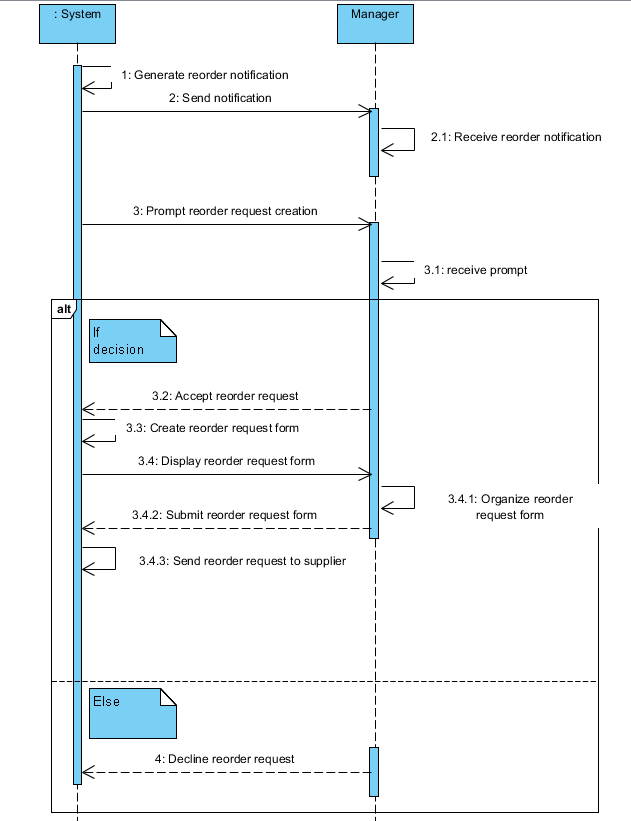 : System
Manager
1: Generate reorder notification
2: Send notification
2.1: Receive reorder notification
3: Prompt reorder request creation
3.1: receive prompt
alt
If
decision
3.2: Accept reorder request
3.3: Create reorder request form
3.4: Display reorder request form
3.4.1: Organize reorder
request form
3.4.2: Submit reorder request form
3.4.3: Send reorder request to supplier
Else
4: Decline reorder request